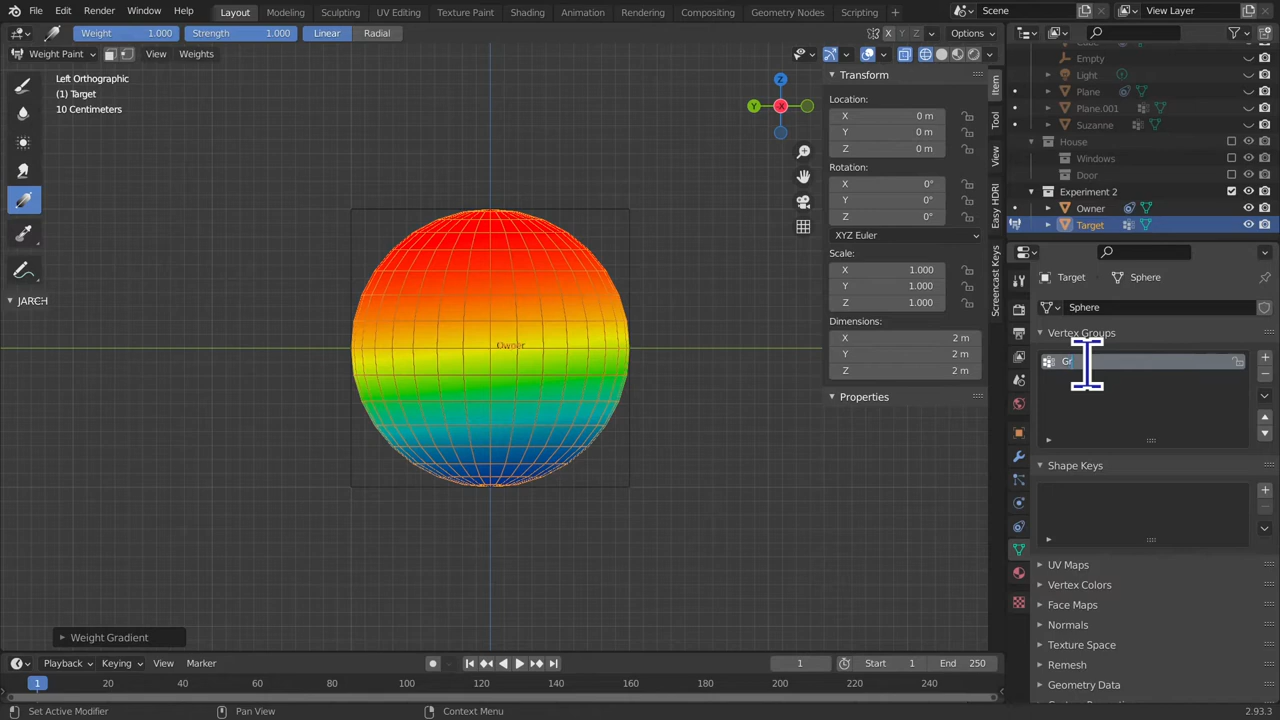 File Edit Render Window Help
Layout Modeling Sculpting UV Editing Texture Paint Shading Animation Rendering Compositing Geometry Nodes Scripting +
Scene
View Layer
Weight 1.000 Strength 1.000 Linear Radial
X Y Z
Options
Weight Paint View Weights
Left Orthographic
(1) Target
10 Centimeters
Z
Y
-X
JARCH
Owner
Weight Gradient
Transform
Location:
X 0 m
Y 0 m
Z 0 m
Rotation:
X 0°
Y 0°
Z 0°
XYZ Euler
Scale:
X 1.000
Y 1.000
Z 1.000
Dimensions:
X 2 m
Y 2 m
Z 2 m
Properties
Item
Tool
View
Easy HDRI
Screencast Keys
Empty
Light
Plane
Plane.001
Suzanne
House
Windows
Door
Experiment 2
Owner
Target
Target Sphere
Sphere
Vertex Groups
Shape Keys
UV Maps
Vertex Colors
Face Maps
Normals
Texture Space
Remesh
Geometry Data
Playback Keying View Marker
1
Start 1
End 250
1 20 40 60 80 100 120 140 160 180 200 220 240
Set Active Modifier Pan View Context Menu
2.93.3